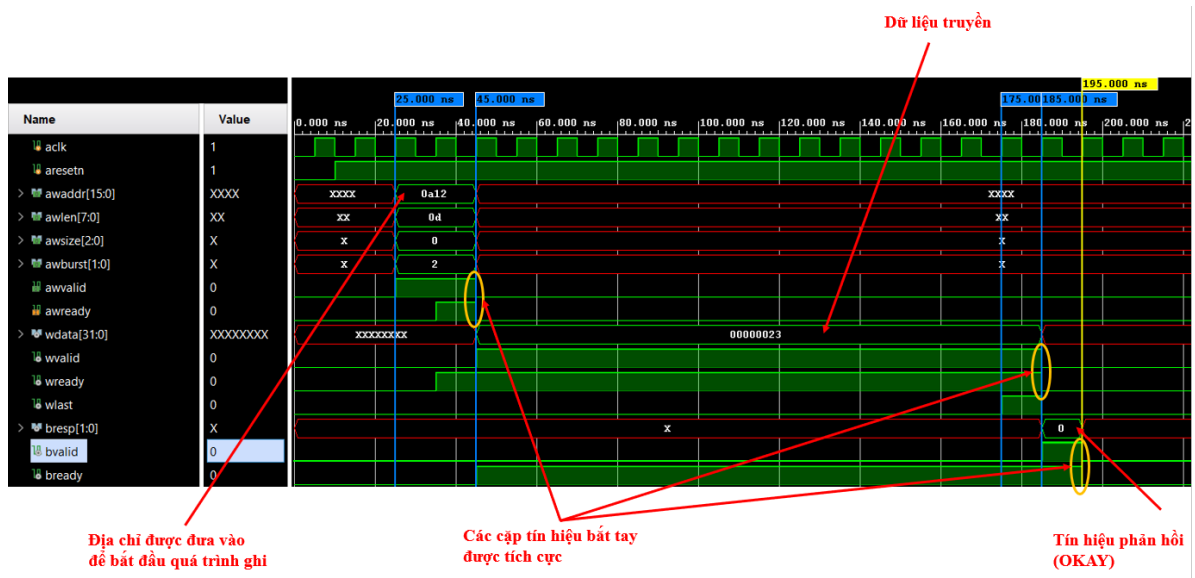 Dữ liệu truyền
195.000 ns
25.000 ns 45.000 ns 175.00 185.000 ns
Name Value
0.000 ns 20.000 ns 40.000 ns 60.000 ns 80.000 ns 100.000 ns 120.000 ns 140.000 ns 160.000 ns 180.000 ns 200.000 ns 2
aclk 1
aresetn 1
awaddr[15:0] XXXX XXXX 0a12 XXXX
awlen[7:0] XX XX 0d XX
awsize[2:0] X X 0 X
awburst[1:0] X X 2 X
awvalid 0
awready 0
wdata[31:0] XXXXXXXX XXXXXXXX 00000023
wvalid 0
wready 0
wlast 0
bresp[1:0] X X 0
bvalid 0
bready 0
Địa chỉ được đưa vào
để bắt đầu quá trình ghi
Các cặp tín hiệu bắt tay
được tích cực
Tín hiệu phản hồi
(OKAY)